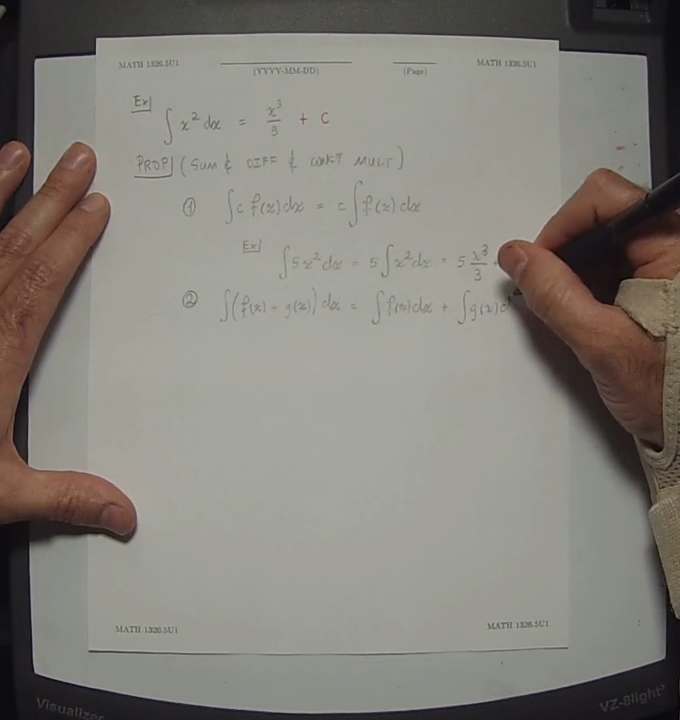 MATH 1326.5U1 (YYYY-MM-DD) (Page) MATH 1326.5U1
Ex|
∫ x² dx = x³/3 + C
PROP| (SUM & DIFF & CONST MULT)
① ∫ c f(x) dx = c ∫ f(x) dx
Ex|
∫ 5x² dx = 5 ∫ x² dx = 5 x³/3
② ∫ (f(x) + g(x)) dx = ∫ f(x) dx + ∫ g(x) d
MATH 1326.5U1 MATH 1326.5U1
Visualizer VZ-8light³